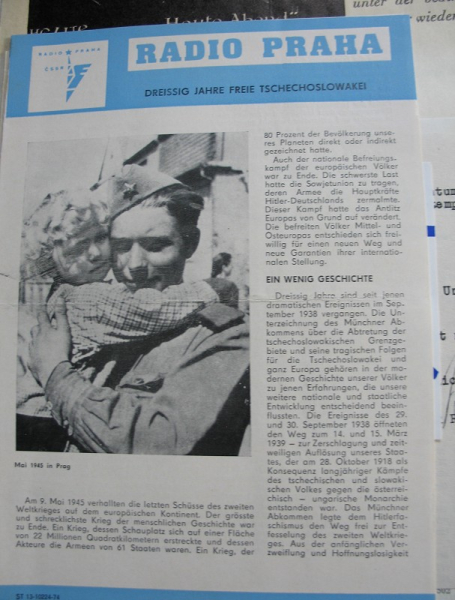 Heute Abend"
unter der
wieder
RADIO PRAHA
ČSSR
RADIO PRAHA
DREISSIG JAHRE FREIE TSCHECHOSLOWAKEI
Mai 1945 in Prag
Am 9. Mai 1945 verhallten die letzten Schüsse des zweiten
Weltkrieges auf dem europäischen Kontinent. Der grösste
und schrecklichste Krieg der menschlichen Geschichte war
zu Ende. Ein Krieg, dessen Schauplatz sich auf einer Fläche
von 22 Millionen Quadratkilometern erstreckte und dessen
Akteure die Armeen von 61 Staaten waren. Ein Krieg, der
80 Prozent der Bevölkerung unse-
res Planeten direkt oder indirekt
gezeichnet hatte.
Auch der nationale Befreiungs-
kampf der europäischen Völker
war zu Ende. Die schwerste Last
hatte die Sowjetunion zu tragen,
deren Armee die Hauptkräfte
Hitler-Deutschlands zermalmte.
Dieser Kampf hatte das Antlitz
Europas von Grund auf verändert.
Die befreiten Völker Mittel- und
Osteuropas entschieden sich frei-
willig für einen neuen Weg und
neue Garantien ihrer internatio-
nalen Stellung.
EIN WENIG GESCHICHTE
Dreissig Jahre sind seit jenen
dramatischen Ereignissen im Sep-
tember 1938 vergangen. Die Un-
terzeichnung des Münchner Ab-
kommens über die Abtretung der
tschechoslowakischen Grenzge-
biete und seine tragischen Folgen
für die Tschechoslowakei und
ganz Europa gehören in der mo-
dernen Geschichte unserer Völker
zu jenen Erfahrungen, die unsere
weitere nationale und staatliche
Entwicklung entscheidend beein-
flussten. Die Ereignisse des 29.
und 30. September 1938 öffneten
den Weg zum 14. und 15. März
1939 – zur Zerschlagung und zeit-
weiligen Auflösung unseres Staa-
tes, der am 28. Oktober 1918 als
Konsequenz langjähriger Kämpfe
des tschechischen und slowaki-
schen Volkes gegen die österrei-
chisch - ungarische Monarchie
entstanden war. Das Münchner
Abkommen legte dem Hitlerfa-
schismus den Weg frei zur Ent-
fesselung des zweiten Weltkrie-
ges. Aus der anfänglichen Ver-
zweiflung und Hoffnungslosigkeit